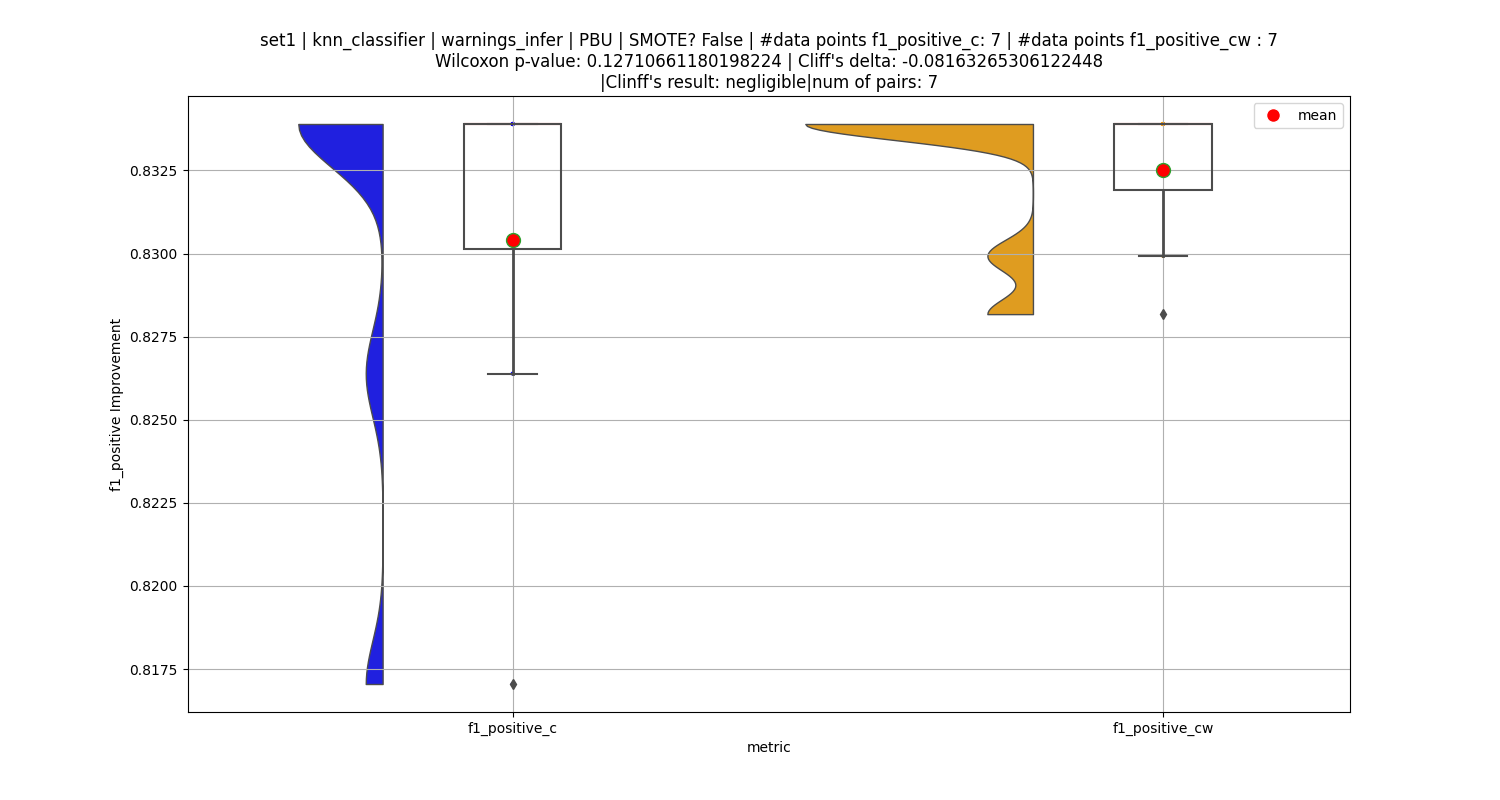 set1 | knn_classifier | warnings_infer | PBU | SMOTE? False | #data points f1_positive_c: 7 | #data points f1_positive_cw : 7
Wilcoxon p-value: 0.12710661180198224 | Cliff's delta: -0.08163265306122448
|Clinff's result: negligible|num of pairs: 7
mean
f1_positive Improvement
0.8325
0.8300
0.8275
0.8250
0.8225
0.8200
0.8175
f1_positive_c
f1_positive_cw
metric